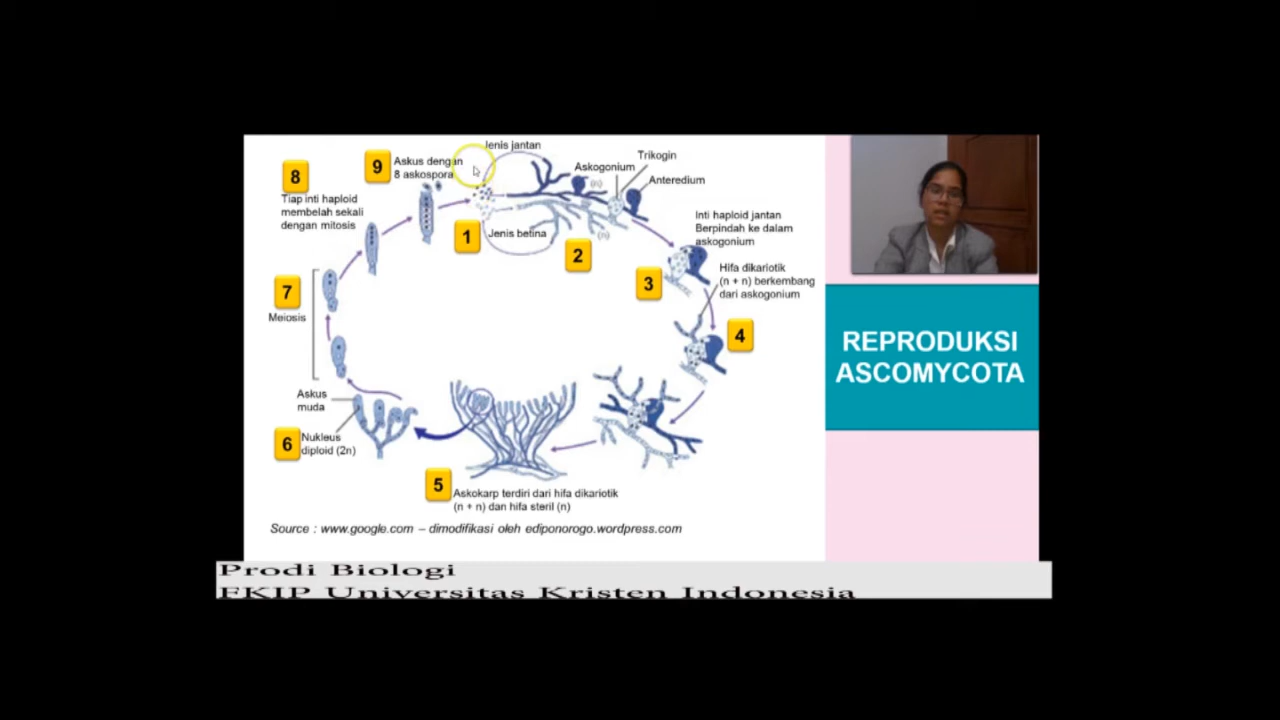 9
Askus dengan
8 askospora
Jenis jantan
Trikogin
Askogonium
Anteredium
(n)
8
Tiap inti haploid
membelah sekali
dengan mitosis
1
Jenis betina
(n)
2
Inti haploid jantan
Berpindah ke dalam
askogonium
3
Hifa dikariotik
(n + n) berkembang
dari askogonium
4
7
Meiosis
Askus
muda
6
Nukleus
diploid (2n)
5
Askokarp terdiri dari hifa dikariotik
(n + n) dan hifa steril (n)
Source : www.google.com – dimodifikasi oleh ediponorogo.wordpress.com
REPRODUKSI
ASCOMYCOTA
Prodi Biologi
FKIP Universitas Kristen Indonesia